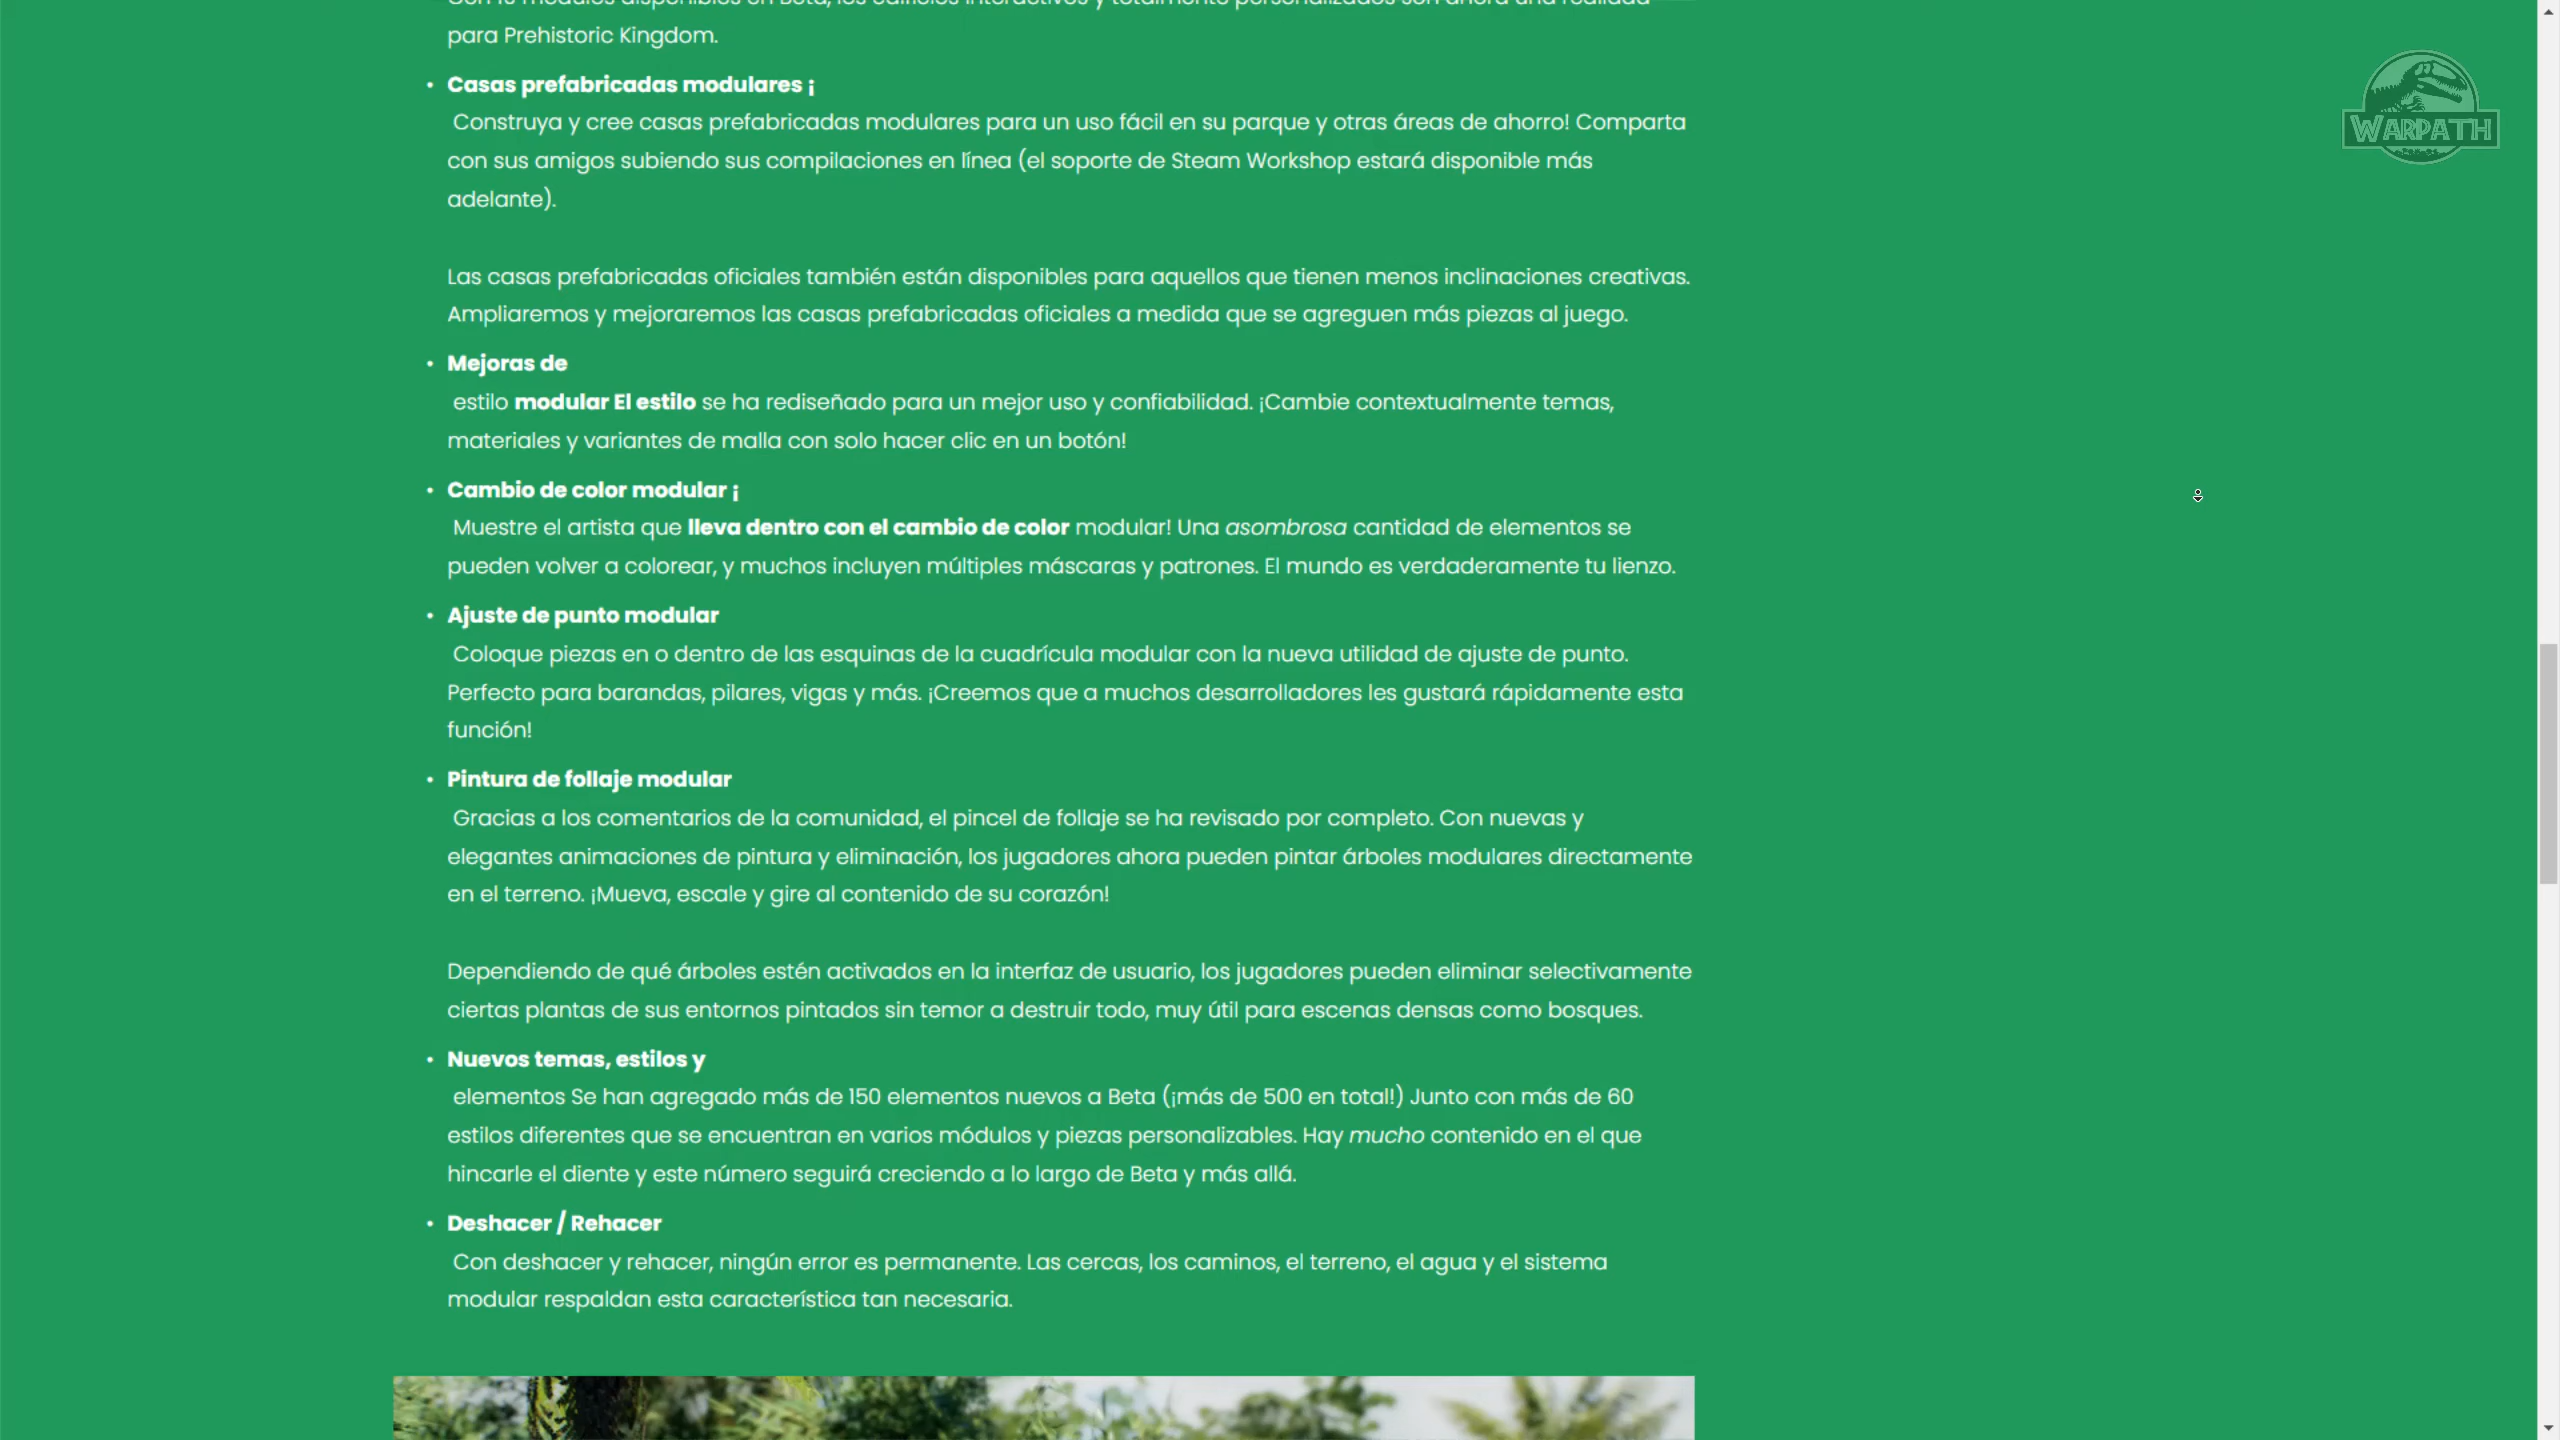 para Prehistoric Kingdom.
• Casas prefabricadas modulares ¡
Construya y cree casas prefabricadas modulares para un uso fácil en su parque y otras áreas de ahorro! Comparta
con sus amigos subiendo sus compilaciones en línea (el soporte de Steam Workshop estará disponible más
adelante).
Las casas prefabricadas oficiales también están disponibles para aquellos que tienen menos inclinaciones creativas.
Ampliaremos y mejoraremos las casas prefabricadas oficiales a medida que se agreguen más piezas al juego.
• Mejoras de
estilo modular El estilo se ha rediseñado para un mejor uso y confiabilidad. ¡Cambie contextualmente temas,
materiales y variantes de malla con solo hacer clic en un botón!
• Cambio de color modular ¡
Muestre el artista que lleva dentro con el cambio de color modular! Una asombrosa cantidad de elementos se
pueden volver a colorear, y muchos incluyen múltiples máscaras y patrones. El mundo es verdaderamente tu lienzo.
• Ajuste de punto modular
Coloque piezas en o dentro de las esquinas de la cuadrícula modular con la nueva utilidad de ajuste de punto.
Perfecto para barandas, pilares, vigas y más. ¡Creemos que a muchos desarrolladores les gustará rápidamente esta
función!
• Pintura de follaje modular
Gracias a los comentarios de la comunidad, el pincel de follaje se ha revisado por completo. Con nuevas y
elegantes animaciones de pintura y eliminación, los jugadores ahora pueden pintar árboles modulares directamente
en el terreno. ¡Mueva, escale y gire al contenido de su corazón!
Dependiendo de qué árboles estén activados en la interfaz de usuario, los jugadores pueden eliminar selectivamente
ciertas plantas de sus entornos pintados sin temor a destruir todo, muy útil para escenas densas como bosques.
• Nuevos temas, estilos y
elementos Se han agregado más de 150 elementos nuevos a Beta (¡más de 500 en total!) Junto con más de 60
estilos diferentes que se encuentran en varios módulos y piezas personalizables. Hay mucho contenido en el que
hincarle el diente y este número seguirá creciendo a lo largo de Beta y más allá.
• Deshacer / Rehacer
Con deshacer y rehacer, ningún error es permanente. Las cercas, los caminos, el terreno, el agua y el sistema
modular respaldan esta característica tan necesaria.
WARPATH